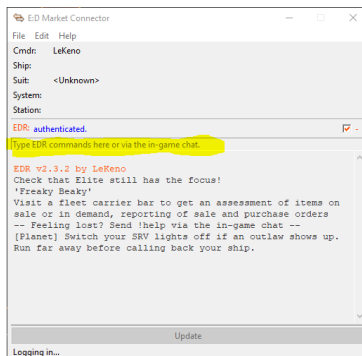 E:D Market Connector
File Edit Help
Cmdr: LeKeno
Ship:
Suit: <Unknown>
System:
Station:
EDR: authenticated.
Type EDR commands here or via the in-game chat.
EDR v2.3.2 by LeKeno
Check that Elite still has the focus!
'Freaky Beaky'
Visit a fleet carrier bar to get an assessment of items on
sale or in demand, reporting of sale and purchase orders
-- Feeling lost? Send !help via the in-game chat --
[Planet] Switch your SRV lights off if an outlaw shows up.
Run far away before calling back your ship.
Update
Logging in...